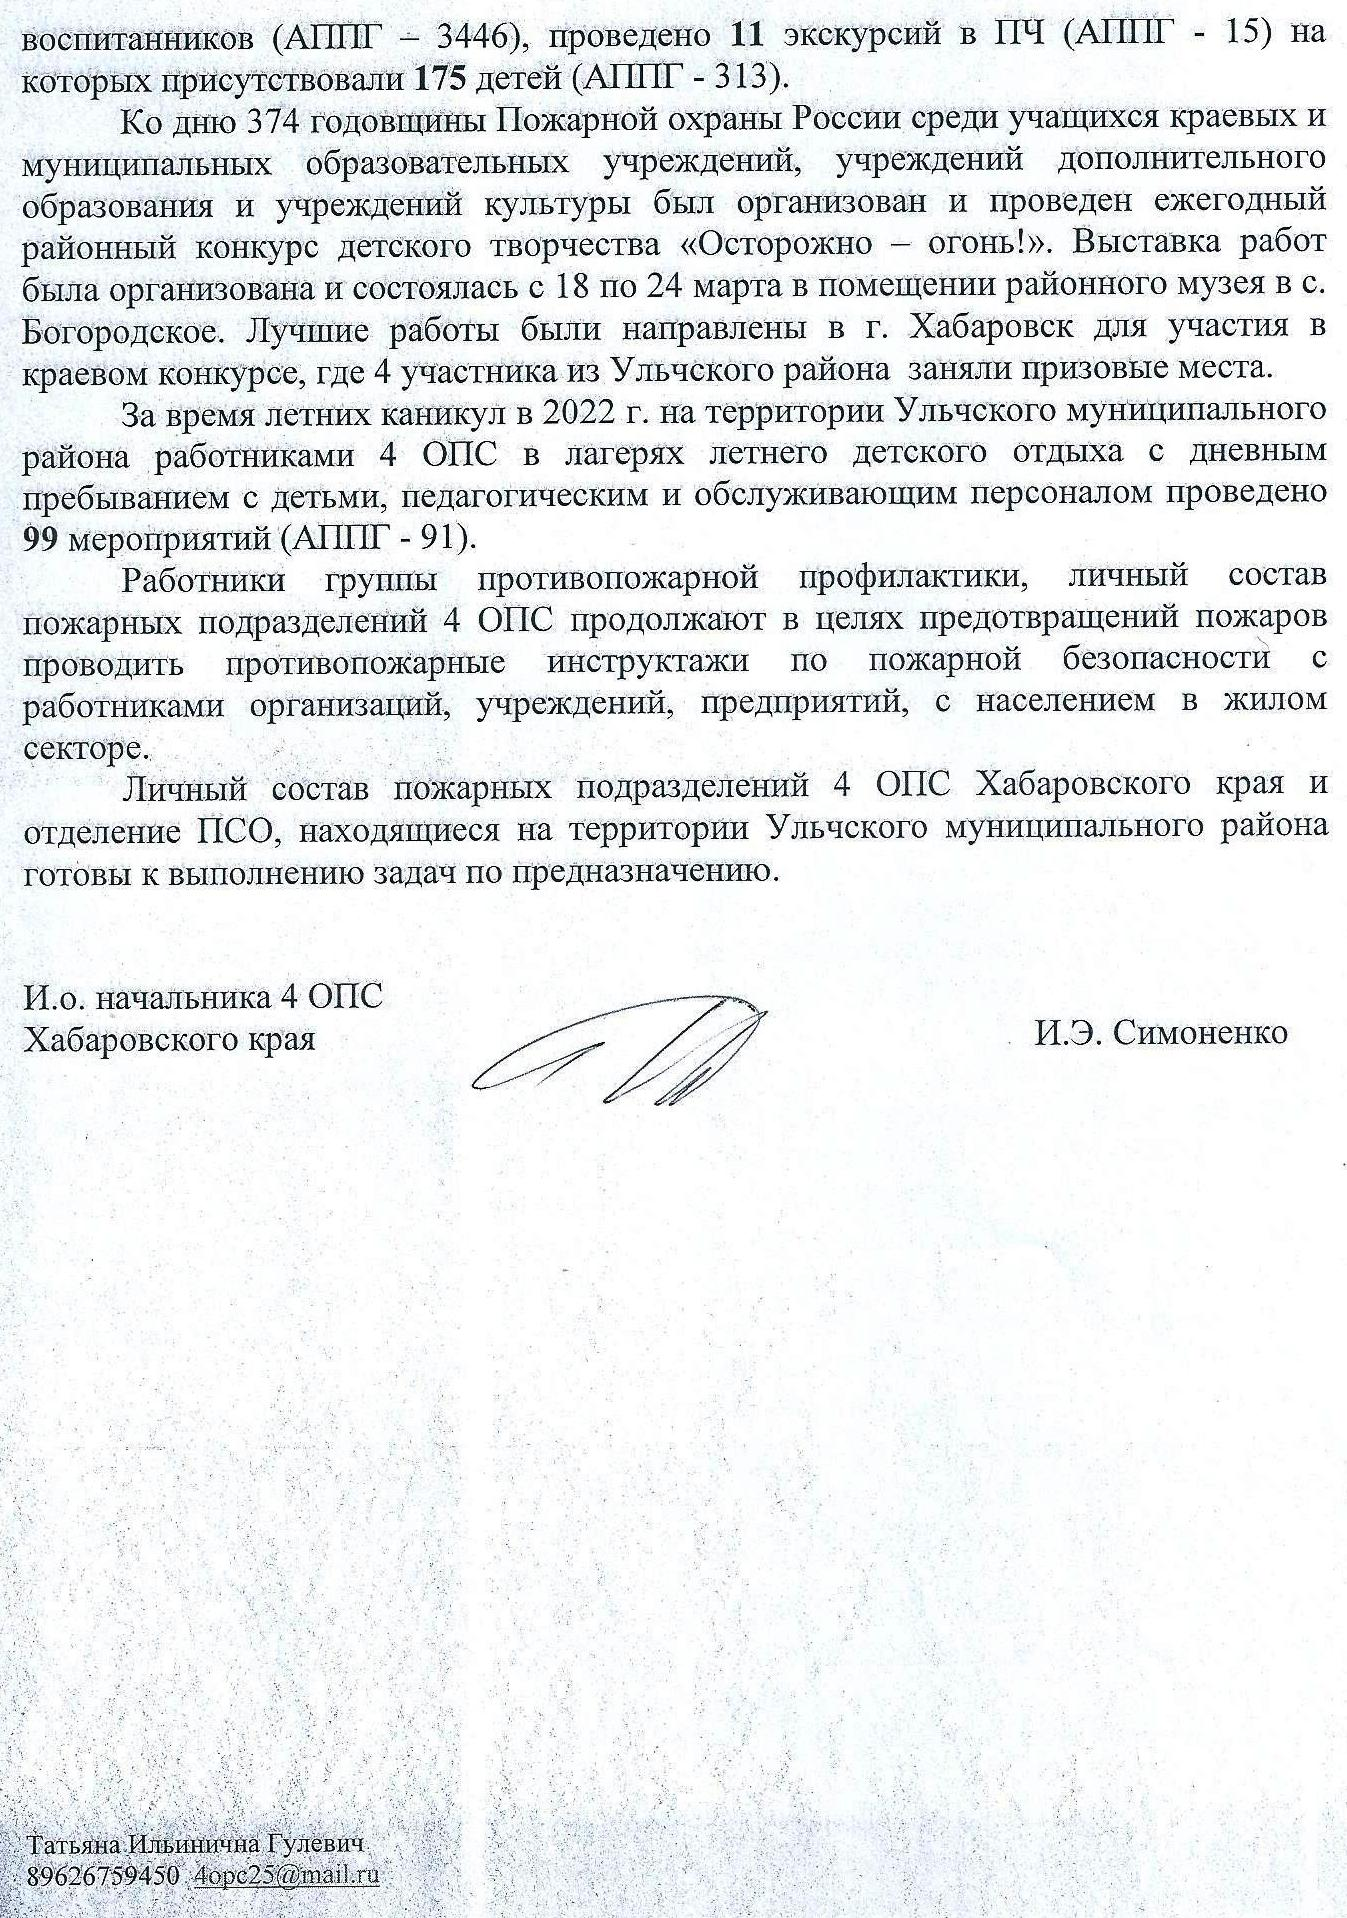 воспитанников (АППГ – 3446), проведено 11 экскурсий в ПЧ (АППГ - 15) на
которых присутствовали 175 детей (АППГ - 313).
Ко дню 374 годовщины Пожарной охраны России среди учащихся краевых и
муниципальных образовательных учреждений, учреждений дополнительного
образования и учреждений культуры был организован и проведен ежегодный
районный конкурс детского творчества «Осторожно – огонь!». Выставка работ
была организована и состоялась с 18 по 24 марта в помещении районного музея в с.
Богородское. Лучшие работы были направлены в г. Хабаровск для участия в
краевом конкурсе, где 4 участника из Ульчского района заняли призовые места.
За время летних каникул в 2022 г. на территории Ульчского муниципального
района работниками 4 ОПС в лагерях летнего детского отдыха с дневным
пребыванием с детьми, педагогическим и обслуживающим персоналом проведено
99 мероприятий (АППГ - 91).
Работники группы противопожарной профилактики, личный состав
пожарных подразделений 4 ОПС продолжают в целях предотвращений пожаров
проводить противопожарные инструктажи по пожарной безопасности с
работниками организаций, учреждений, предприятий, с населением в жилом
секторе.
Личный состав пожарных подразделений 4 ОПС Хабаровского края и
отделение ПСО, находящиеся на территории Ульчского муниципального района
готовы к выполнению задач по предназначению.
И.о. начальника 4 ОПС
Хабаровского края
И.Э. Симоненко
Татьяна Ильинична Гулевич
89626759450 4opc25@mail.ru